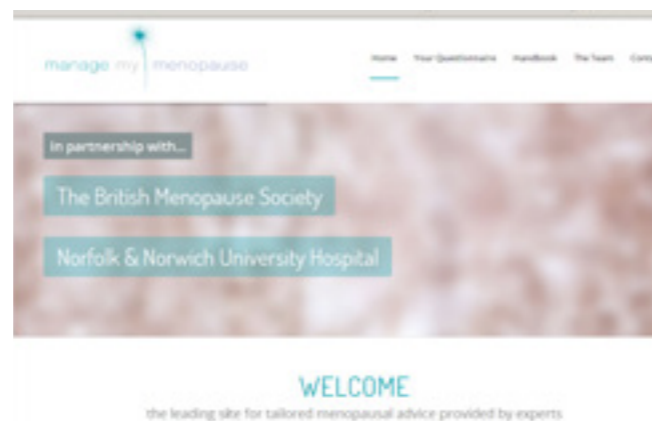 manage my menopause
Home Your Questionnaire Handbook The Team
In partnership with...
The British Menopause Society
Norfolk & Norwich University Hospital
WELCOME
the leading site for tailored menopausal advice provided by experts